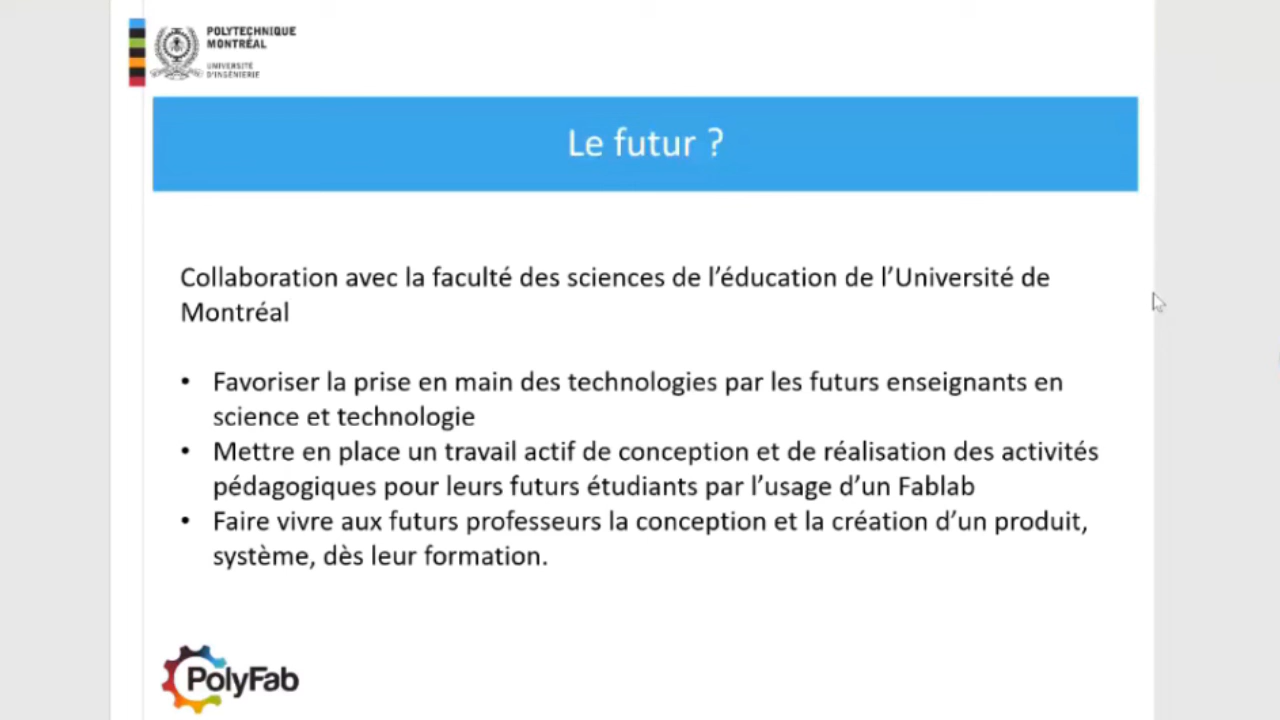 POLYTECHNIQUE
MONTRÉAL
UNIVERSITÉ
D'INGÉNIERIE
Le futur ?
Collaboration avec la faculté des sciences de l’éducation de l’Université de
Montréal
• Favoriser la prise en main des technologies par les futurs enseignants en
science et technologie
• Mettre en place un travail actif de conception et de réalisation des activités
pédagogiques pour leurs futurs étudiants par l’usage d’un Fablab
• Faire vivre aux futurs professeurs la conception et la création d’un produit,
système, dès leur formation.
PolyFab